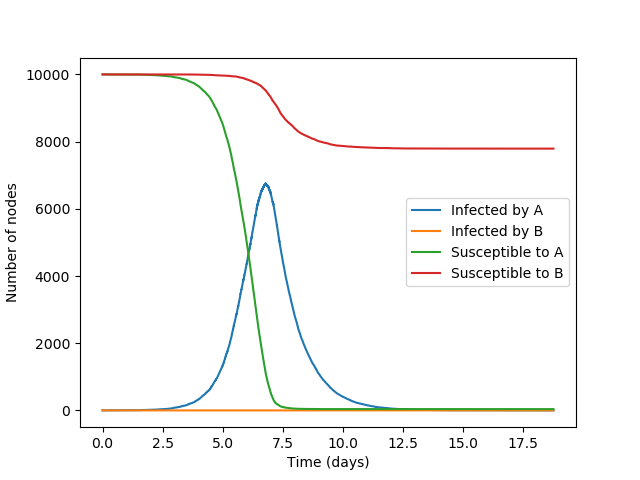 10000
8000
6000
4000
2000
0
Number of nodes
Infected by A
Infected by B
Susceptible to A
Susceptible to B
0.0 2.5 5.0 7.5 10.0 12.5 15.0 17.5
Time (days)